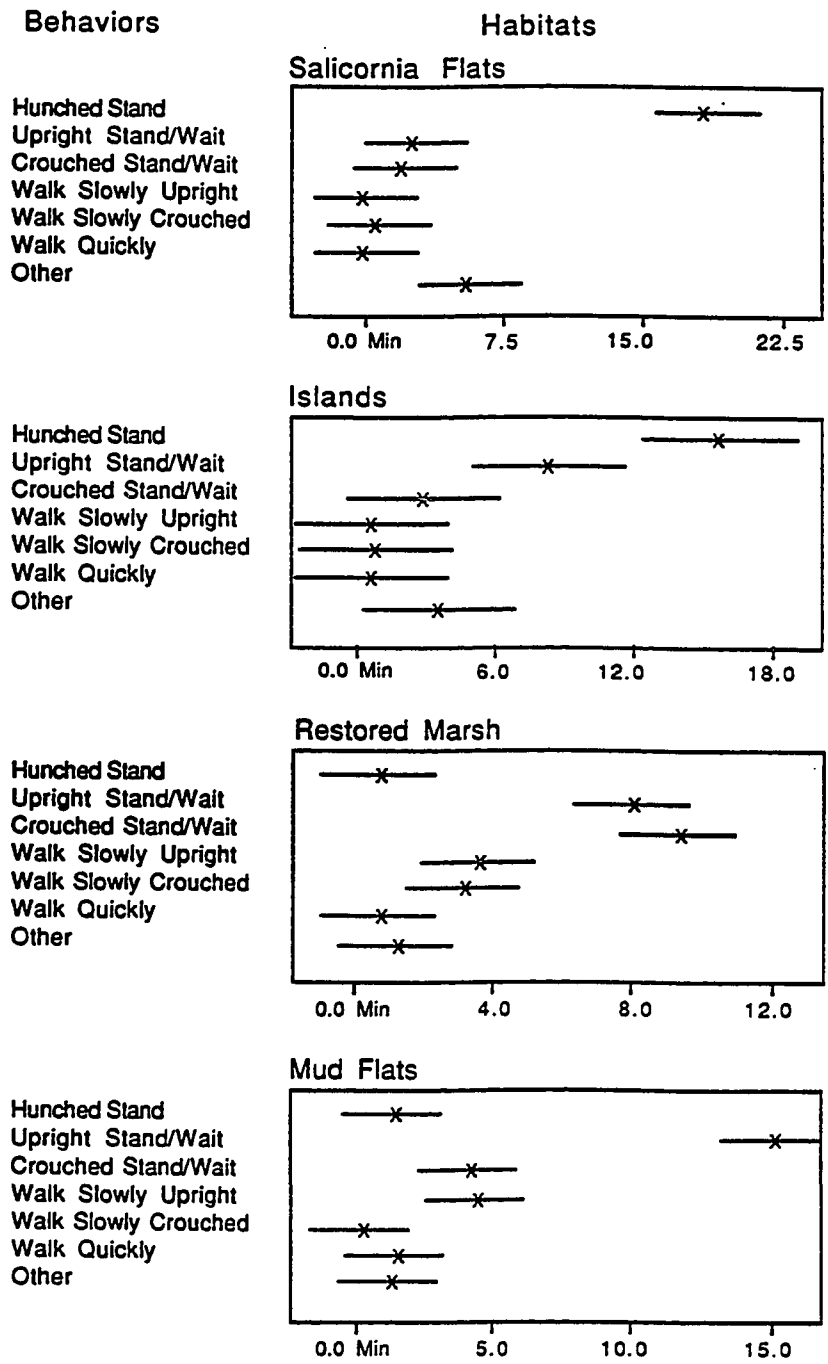 Behaviors Habitats
Salicornia Flats
Hunched Stand
Upright Stand/Wait
Crouched Stand/Wait
Walk Slowly Upright
Walk Slowly Crouched
Walk Quickly
Other
0.0 Min 7.5 15.0 22.5
Islands
Hunched Stand
Upright Stand/Wait
Crouched Stand/Wait
Walk Slowly Upright
Walk Slowly Crouched
Walk Quickly
Other
0.0 Min 6.0 12.0 18.0
Restored Marsh
Hunched Stand
Upright Stand/Wait
Crouched Stand/Wait
Walk Slowly Upright
Walk Slowly Crouched
Walk Quickly
Other
0.0 Min 4.0 8.0 12.0
Mud Flats
Hunched Stand
Upright Stand/Wait
Crouched Stand/Wait
Walk Slowly Upright
Walk Slowly Crouched
Walk Quickly
Other
0.0 Min 5.0 10.0 15.0